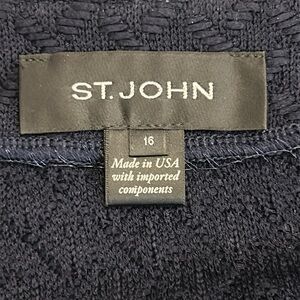 ST. JOHN
16
Made in USA
with imported
components